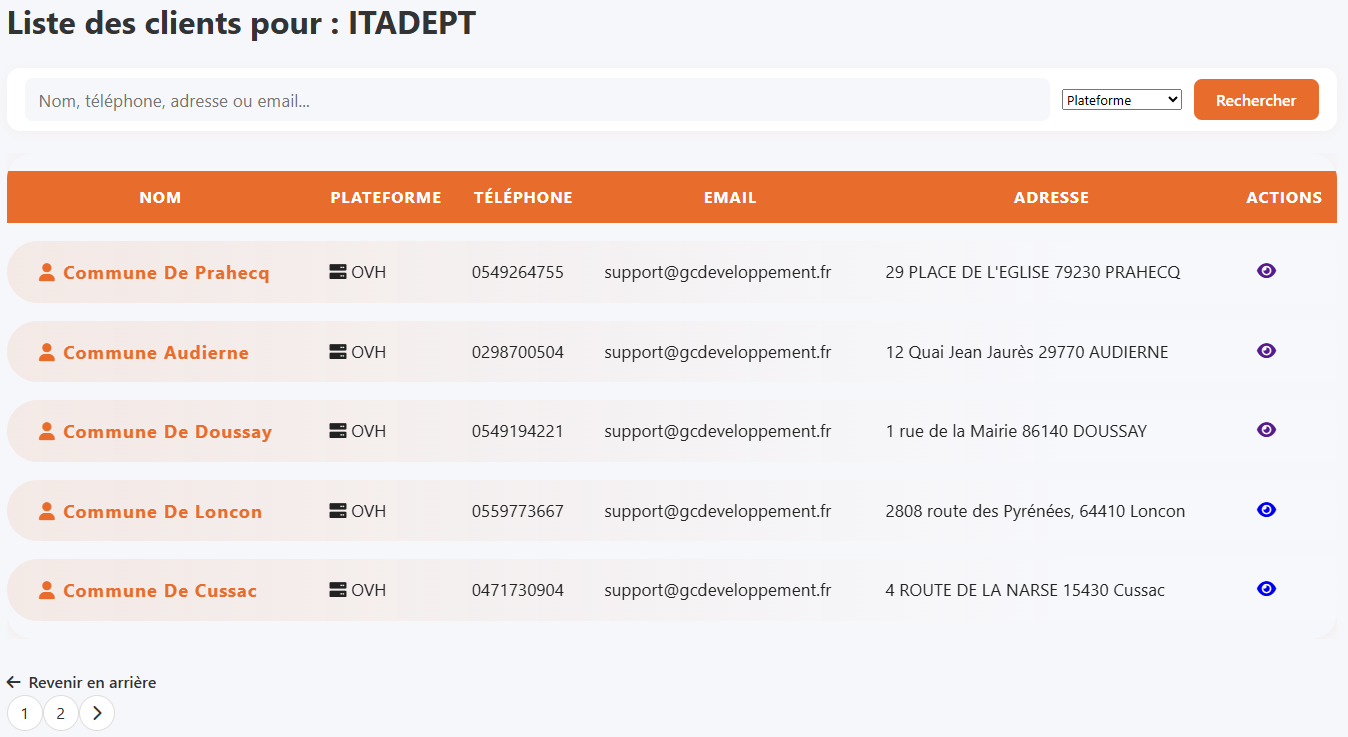 Liste des clients pour : ITADEPT
Nom, téléphone, adresse ou email... Plateforme Rechercher
NOM PLATEFORME TÉLÉPHONE EMAIL ADRESSE ACTIONS
Commune De Prahecq OVH 0549264755 support@gcdeveloppement.fr 29 PLACE DE L'EGLISE 79230 PRAHECQ
Commune Audierne OVH 0298700504 support@gcdeveloppement.fr 12 Quai Jean Jaurès 29770 AUDIERNE
Commune De Doussay OVH 0549194221 support@gcdeveloppement.fr 1 rue de la Mairie 86140 DOUSSAY
Commune De Loncon OVH 0559773667 support@gcdeveloppement.fr 2808 route des Pyrénées, 64410 Loncon
Commune De Cussac OVH 0471730904 support@gcdeveloppement.fr 4 ROUTE DE LA NARSE 15430 Cussac
Revenir en arrière
1 2